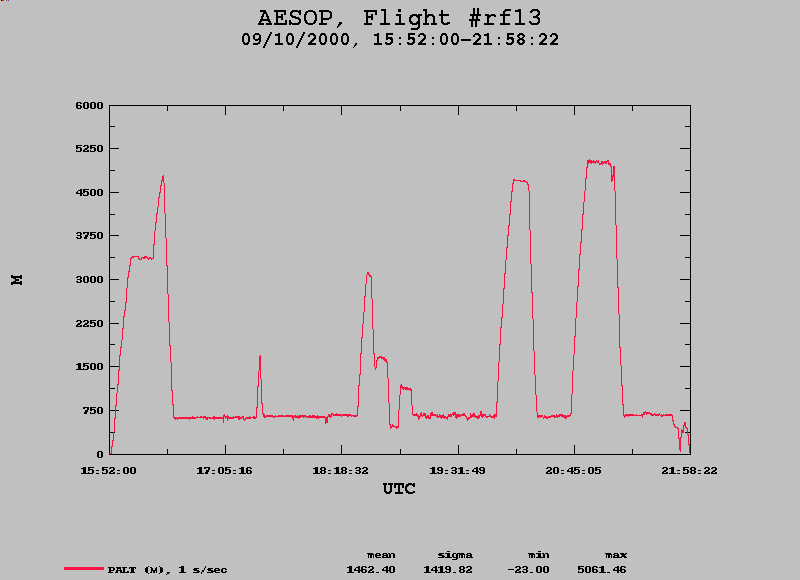 AESOP, Flight #rf13
09/10/2000, 15:52:00-21:58:22
6000
5250
4500
3750
3000
2250
1500
750
0
M
15:52:00 17:05:16 18:18:32 19:31:49 20:45:05 21:58:22
UTC
mean sigma min max
PALT (M), 1 s/sec 1462.40 1419.82 -23.00 5061.46